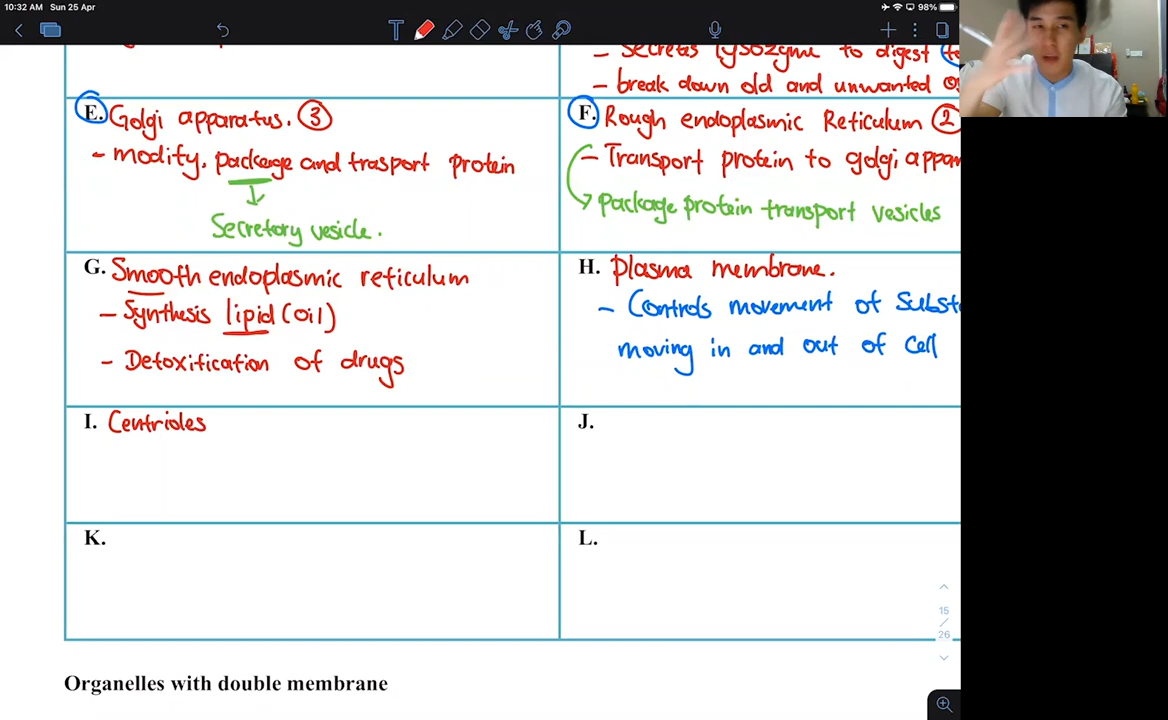 10:32 AM Sun 25 Apr
98%
T
- secretes lysozyme to digest
- break down old and unwanted
E. Golgi apparatus. 3
- modify. package and trasport protein
Secretory vesicle.
F. Rough endoplasmic Reticulum 2
- Transport protein to golgi appar
package protein transport vesicles
G. Smooth endoplasmic reticulum
- Synthesis lipid (oil)
- Detoxification of drugs
H. plasma membrane.
- Controls movement of Subst
moving in and out of cell
I. Centrioles
J.
K.
L.
15
/
26
Organelles with double membrane